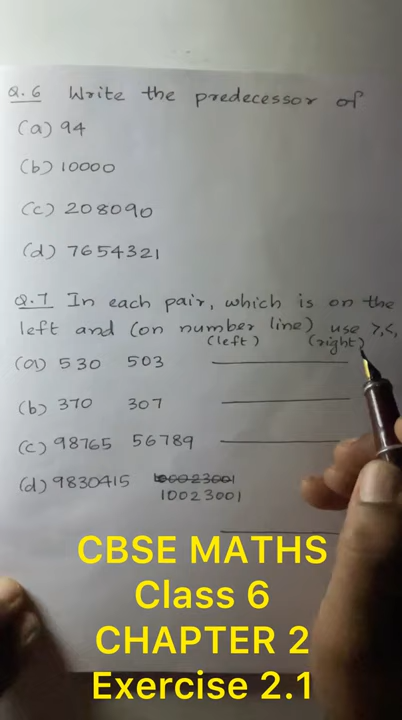 Q.6 Write the predecessor of
(a) 94
(b) 10000
(c) 208090
(d) 7654321
Q.7 In each pair, which is on the
left and (on number line) use >,<,
(left) (right)
(a) 530 503
(b) 370 307
(c) 98765 56789
(d) 9830415 10023001
10023001
CBSE MATHS
Class 6
CHAPTER 2
Exercise 2.1